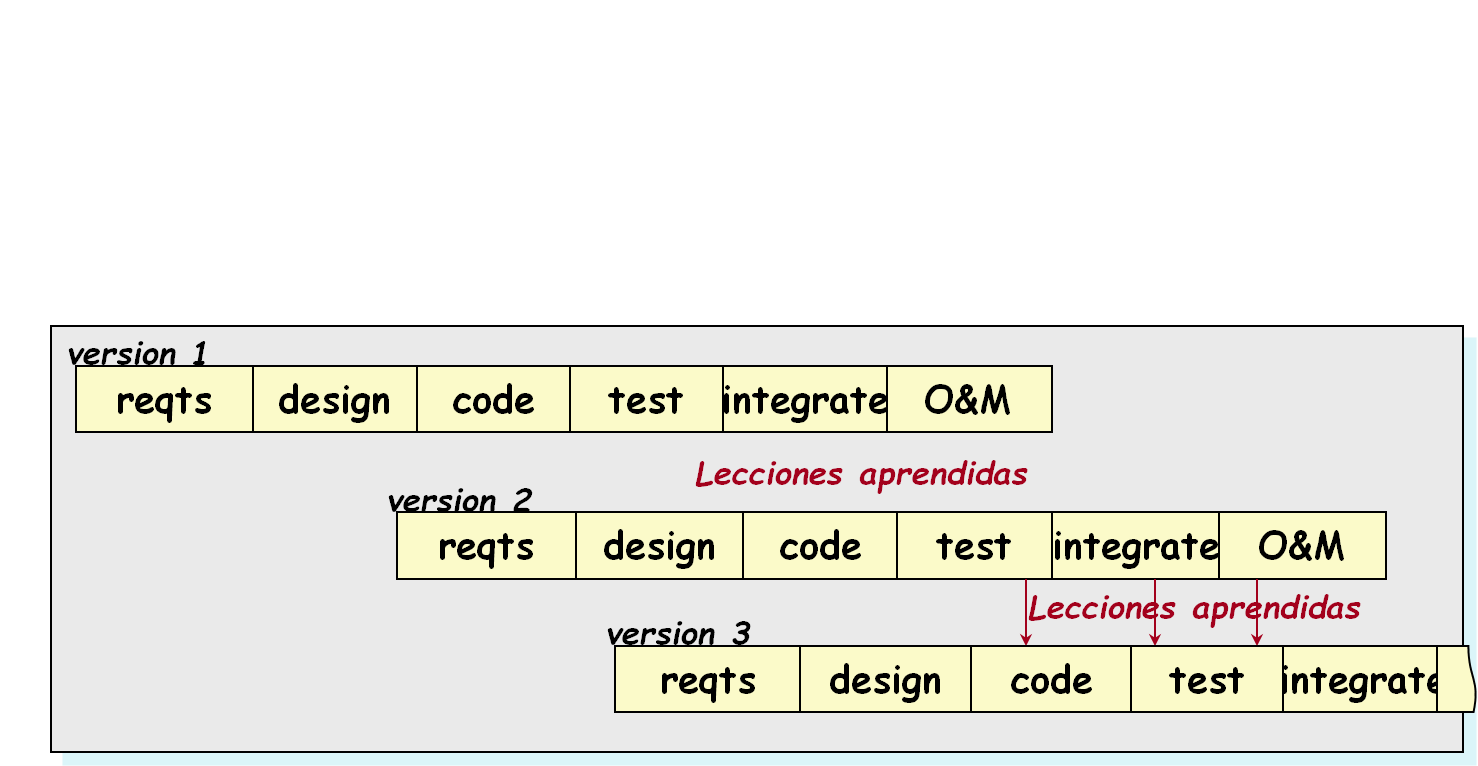 version 1
reqts design code test integrate O&M
Lecciones aprendidas
version 2
reqts design code test integrate O&M
Lecciones aprendidas
version 3
reqts design code test integrate